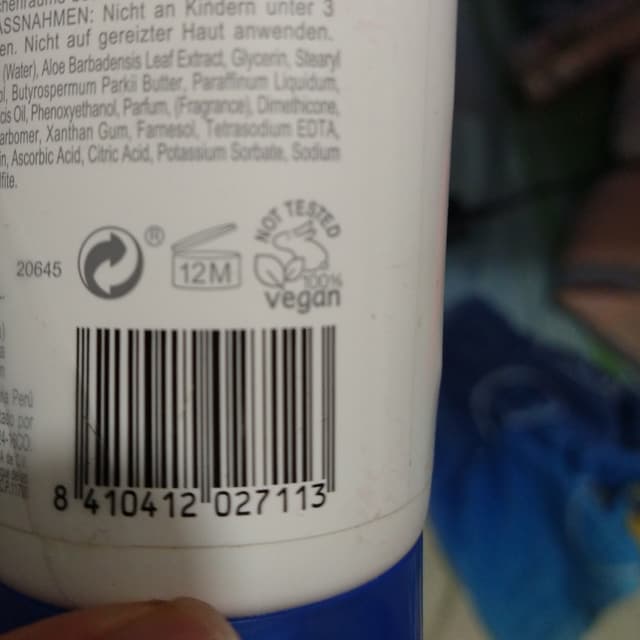 ASSNAHMEN: Nicht an Kindern unter 3
en. Nicht auf gereizter Haut anwenden.
(Water), Aloe Barbadensis Leaf Extract, Glycerin, Stearyl
ol, Butyrospermum Parkii Butter, Paraffinum Liquidum,
cis Oil, Phenoxyethanol, Parfum, (Fragrance), Dimethicone,
arbomer, Xanthan Gum, Farnesol, Tetrasodium EDTA,
in, Ascorbic Acid, Citric Acid, Potassium Sorbate, Sodium
lfite.
NOT TESTED
®
20645
12M
100%
vegan
Perú
por
8 410412 027113